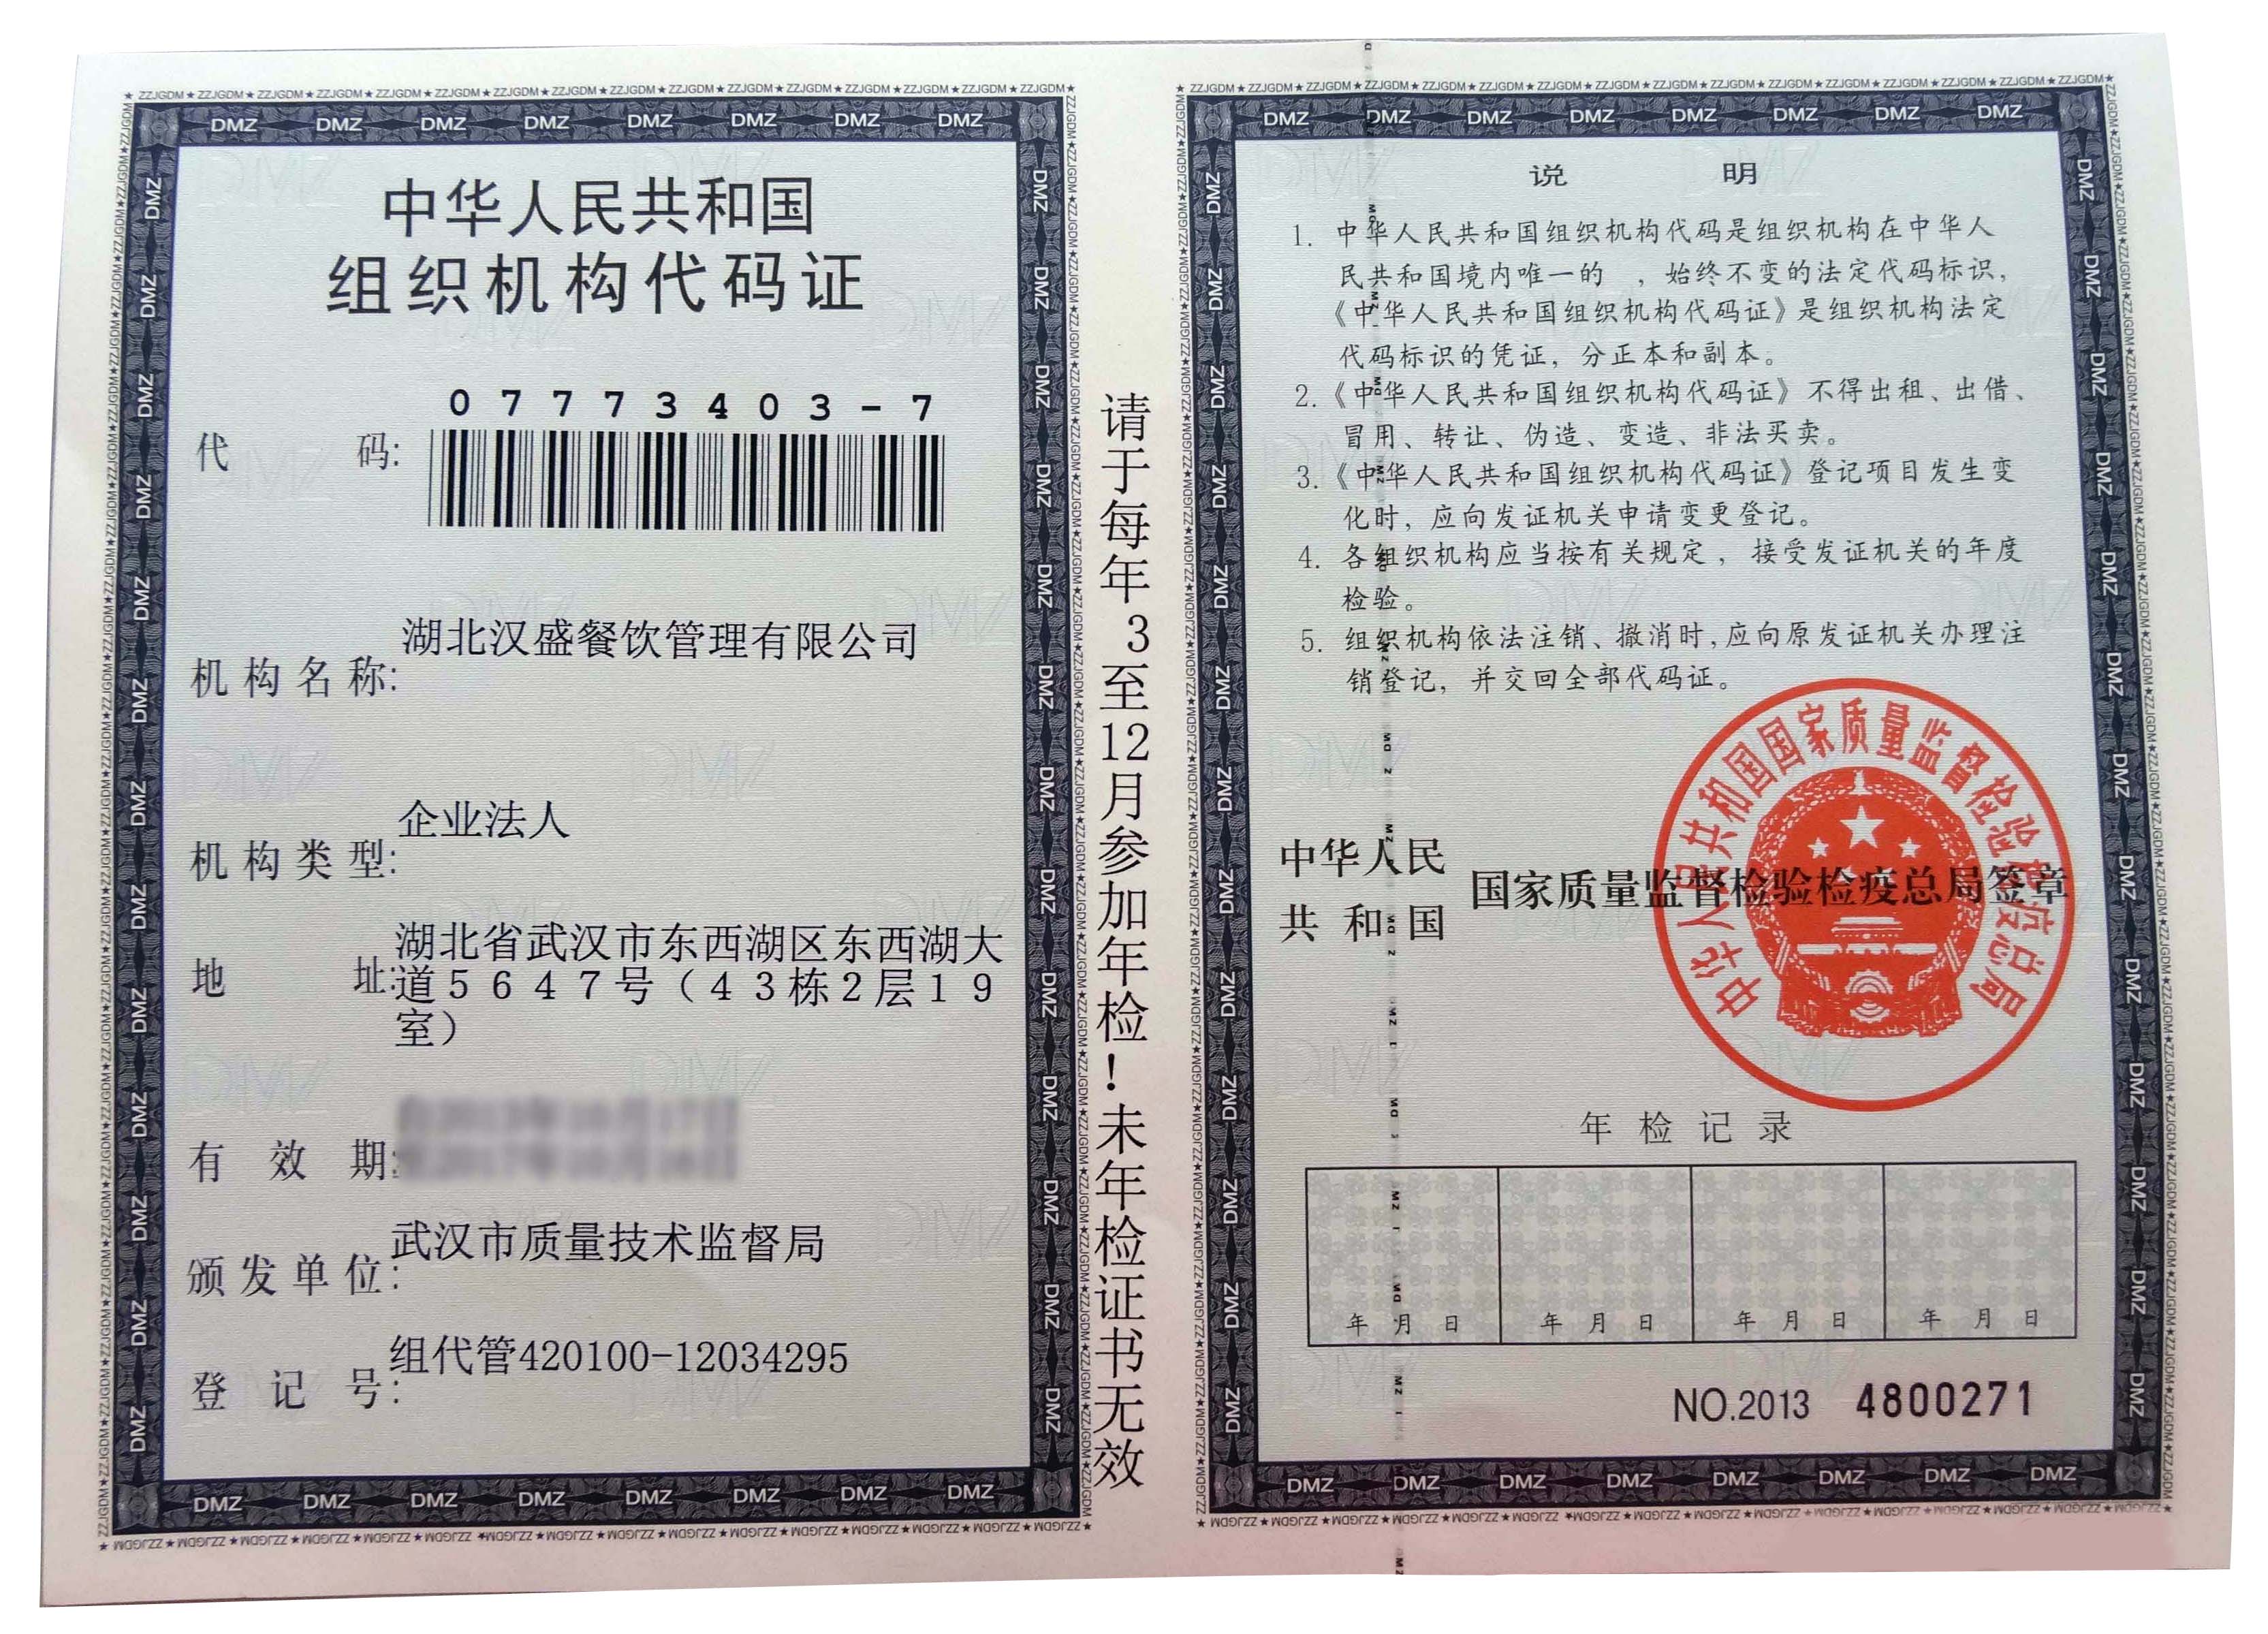 中华人民共和国
组织机构代码证
07773403-7
代 码:
机构名称: 湖北汉盛餐饮管理有限公司
机构类型: 企业法人
地 址: 湖北省武汉市东西湖区东西湖大
道5647号（43栋2层19
室）
有 效 期:
颁发单位: 武汉市质量技术监督局
登 记 号: 组代管420100-12034295
请于每年3至12月参加年检!未年检证书无效
说 明
1. 中华人民共和国组织机构代码是组织机构在中华人
民共和国境内唯一的 ，始终不变的法定代码标识，
《中华人民共和国组织机构代码证》是组织机构法定
代码标识的凭证，分正本和副本。
2.《中华人民共和国组织机构代码证》不得出租、出借、
冒用、转让、伪造、变造、非法买卖。
3.《中华人民共和国组织机构代码证》登记项目发生变
化时，应向发证机关申请变更登记。
4. 各组织机构应当按有关规定，接受发证机关的年度
检验。
5. 组织机构依法注销、撤消时,应向原发证机关办理注
销登记，并交回全部代码证。
中华人民
共和国
国家质量监督检验检疫总局签章
中华人民共和国国家质量监督检验检疫总局
年检记录
年 月 日 年 月 日 年 月 日 年 月 日
NO.2013 4800271